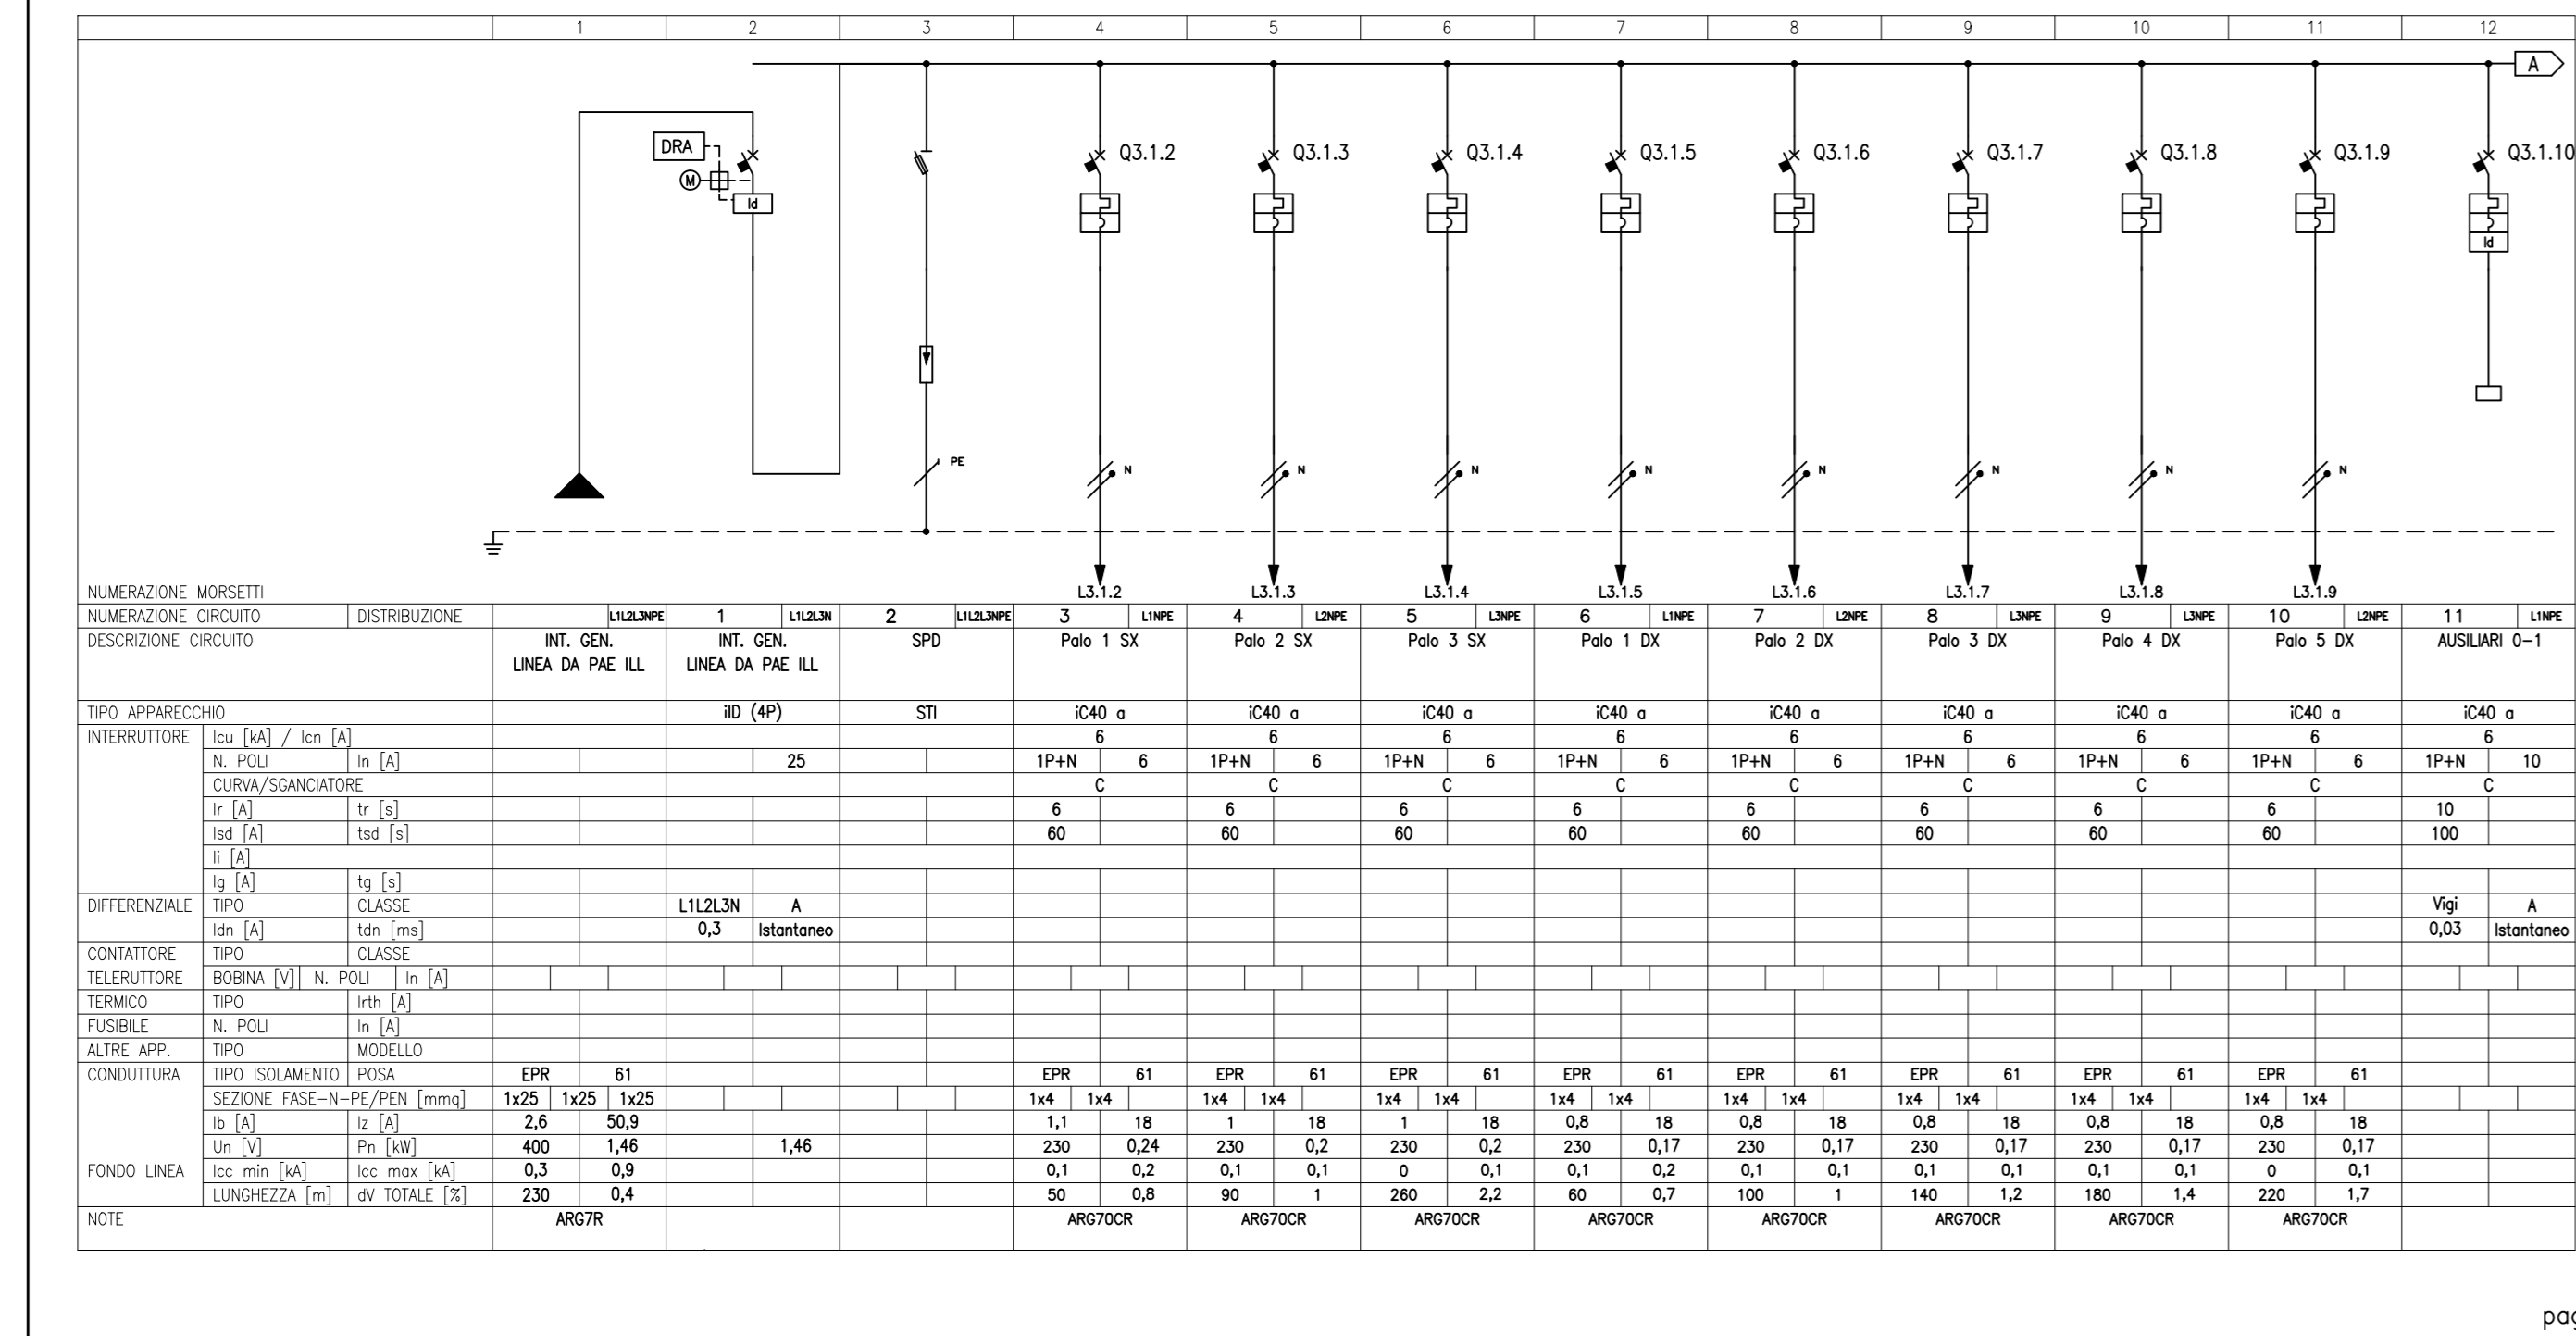 1 2 3 4 5 6 7 8 9 10 11 12
A
DRA Q3.1.2 Q3.1.3 Q3.1.4 Q3.1.5 Q3.1.6 Q3.1.7 Q3.1.8 Q3.1.9 Q3.1.10
M
Id
Id
PE N N N N N N N N
NUMERAZIONE MORSETTI L3.1.2 L3.1.3 L3.1.4 L3.1.5 L3.1.6 L3.1.7 L3.1.8 L3.1.9
NUMERAZIONE CIRCUITO DISTRIBUZIONE L1L2L3NPE 1 L1L2L3N 2 L1L2L3NPE 3 L1NPE 4 L2NPE 5 L3NPE 6 L1NPE 7 L2NPE 8 L3NPE 9 L3NPE 10 L2NPE 11 L1NPE
DESCRIZIONE CIRCUITO INT. GEN. INT. GEN. SPD Palo 1 SX Palo 2 SX Palo 3 SX Palo 1 DX Palo 2 DX Palo 3 DX Palo 4 DX Palo 5 DX AUSILIARI 0-1
LINEA DA PAE ILL LINEA DA PAE ILL
TIPO APPARECCHIO iID (4P) STI iC40 a iC40 a iC40 a iC40 a iC40 a iC40 a iC40 a iC40 a iC40 a
INTERRUTTORE Icu [kA] / Icn [A] 6 6 6 6 6 6 6 6 6
N. POLI In [A] 25 1P+N 6 1P+N 6 1P+N 6 1P+N 6 1P+N 6 1P+N 6 1P+N 6 1P+N 6 1P+N 10
CURVA/SGANCIATORE C C C C C C C C C
Ir [A] tr [s] 6 6 6 6 6 6 6 6 10
Isd [A] tsd [s] 60 60 60 60 60 60 60 60 100
Ii [A]
Ig [A] tg [s]
DIFFERENZIALE TIPO CLASSE L1L2L3N A Vigi A
Idn [A] tdn [ms] 0,3 Istantaneo 0,03 Istantaneo
CONTATTORE TIPO CLASSE
TELERUTTORE BOBINA [V] N. POLI In [A]
TERMICO TIPO Irth [A]
FUSIBILE N. POLI In [A]
ALTRE APP. TIPO MODELLO
CONDUTTURA TIPO ISOLAMENTO POSA EPR 61 EPR 61 EPR 61 EPR 61 EPR 61 EPR 61 EPR 61 EPR 61 EPR 61
SEZIONE FASE-N-PE/PEN [mmq] 1x25 1x25 1x25 1x4 1x4 1x4 1x4 1x4 1x4 1x4 1x4 1x4 1x4 1x4 1x4 1x4 1x4 1x4 1x4
Ib [A] Iz [A] 2,6 50,9 1,1 18 1 18 1 18 0,8 18 0,8 18 0,8 18 0,8 18 0,8 18
Un [V] Pn [kW] 400 1,46 1,46 230 0,24 230 0,2 230 0,2 230 0,17 230 0,17 230 0,17 230 0,17 230 0,17
FONDO LINEA Icc min [kA] Icc max [kA] 0,3 0,9 0,1 0,2 0,1 0,1 0 0,1 0,1 0,2 0,1 0,1 0,1 0,1 0,1 0,1 0 0,1
LUNGHEZZA [m] dV TOTALE [%] 230 0,4 50 0,8 90 1 260 2,2 60 0,7 100 1 140 1,2 180 1,4 220 1,7
NOTE ARG7R ARG7OCR ARG7OCR ARG7OCR ARG7OCR ARG7OCR ARG7OCR ARG7OCR ARG7OCR